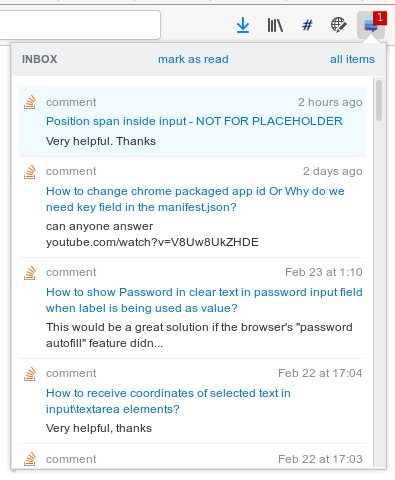 # 1
INBOX mark as read all items
comment 2 hours ago
Position span inside input - NOT FOR PLACEHOLDER
Very helpful. Thanks
comment 2 days ago
How to change chrome packaged app id Or Why do we
need key field in the manifest.json?
can anyone answer
youtube.com/watch?v=V8Uw8UkZHDE
comment Feb 23 at 1:10
How to show Password in clear text in password input field
when label is being used as value?
This would be a great solution if the browser's "password
autofill" feature didn...
comment Feb 22 at 17:04
How to receive coordinates of selected text in
input\textarea elements?
Very helpful, thanks
comment Feb 22 at 17:03